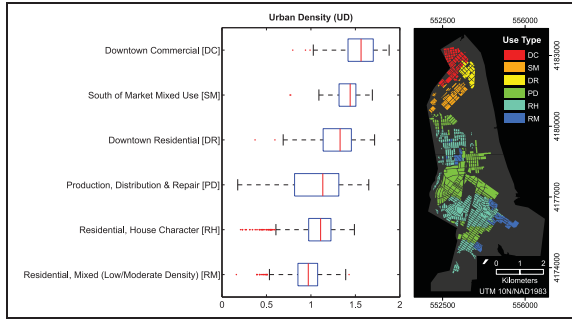 Urban Density (UD)
Downtown Commercial [DC]
South of Market Mixed Use [SM]
Downtown Residential [DR]
Production, Distribution & Repair [PD]
Residential, House Character [RH]
Residential, Mixed (Low/Moderate Density) [RM]
0 0.5 1 1.5 2
552500 556000
Use Type
DC
SM
DR
PD
RH
RM
4183000
4180000
4177000
4174000
0 1 2
Kilometers
UTM 10N/NAD1983
552500 556000